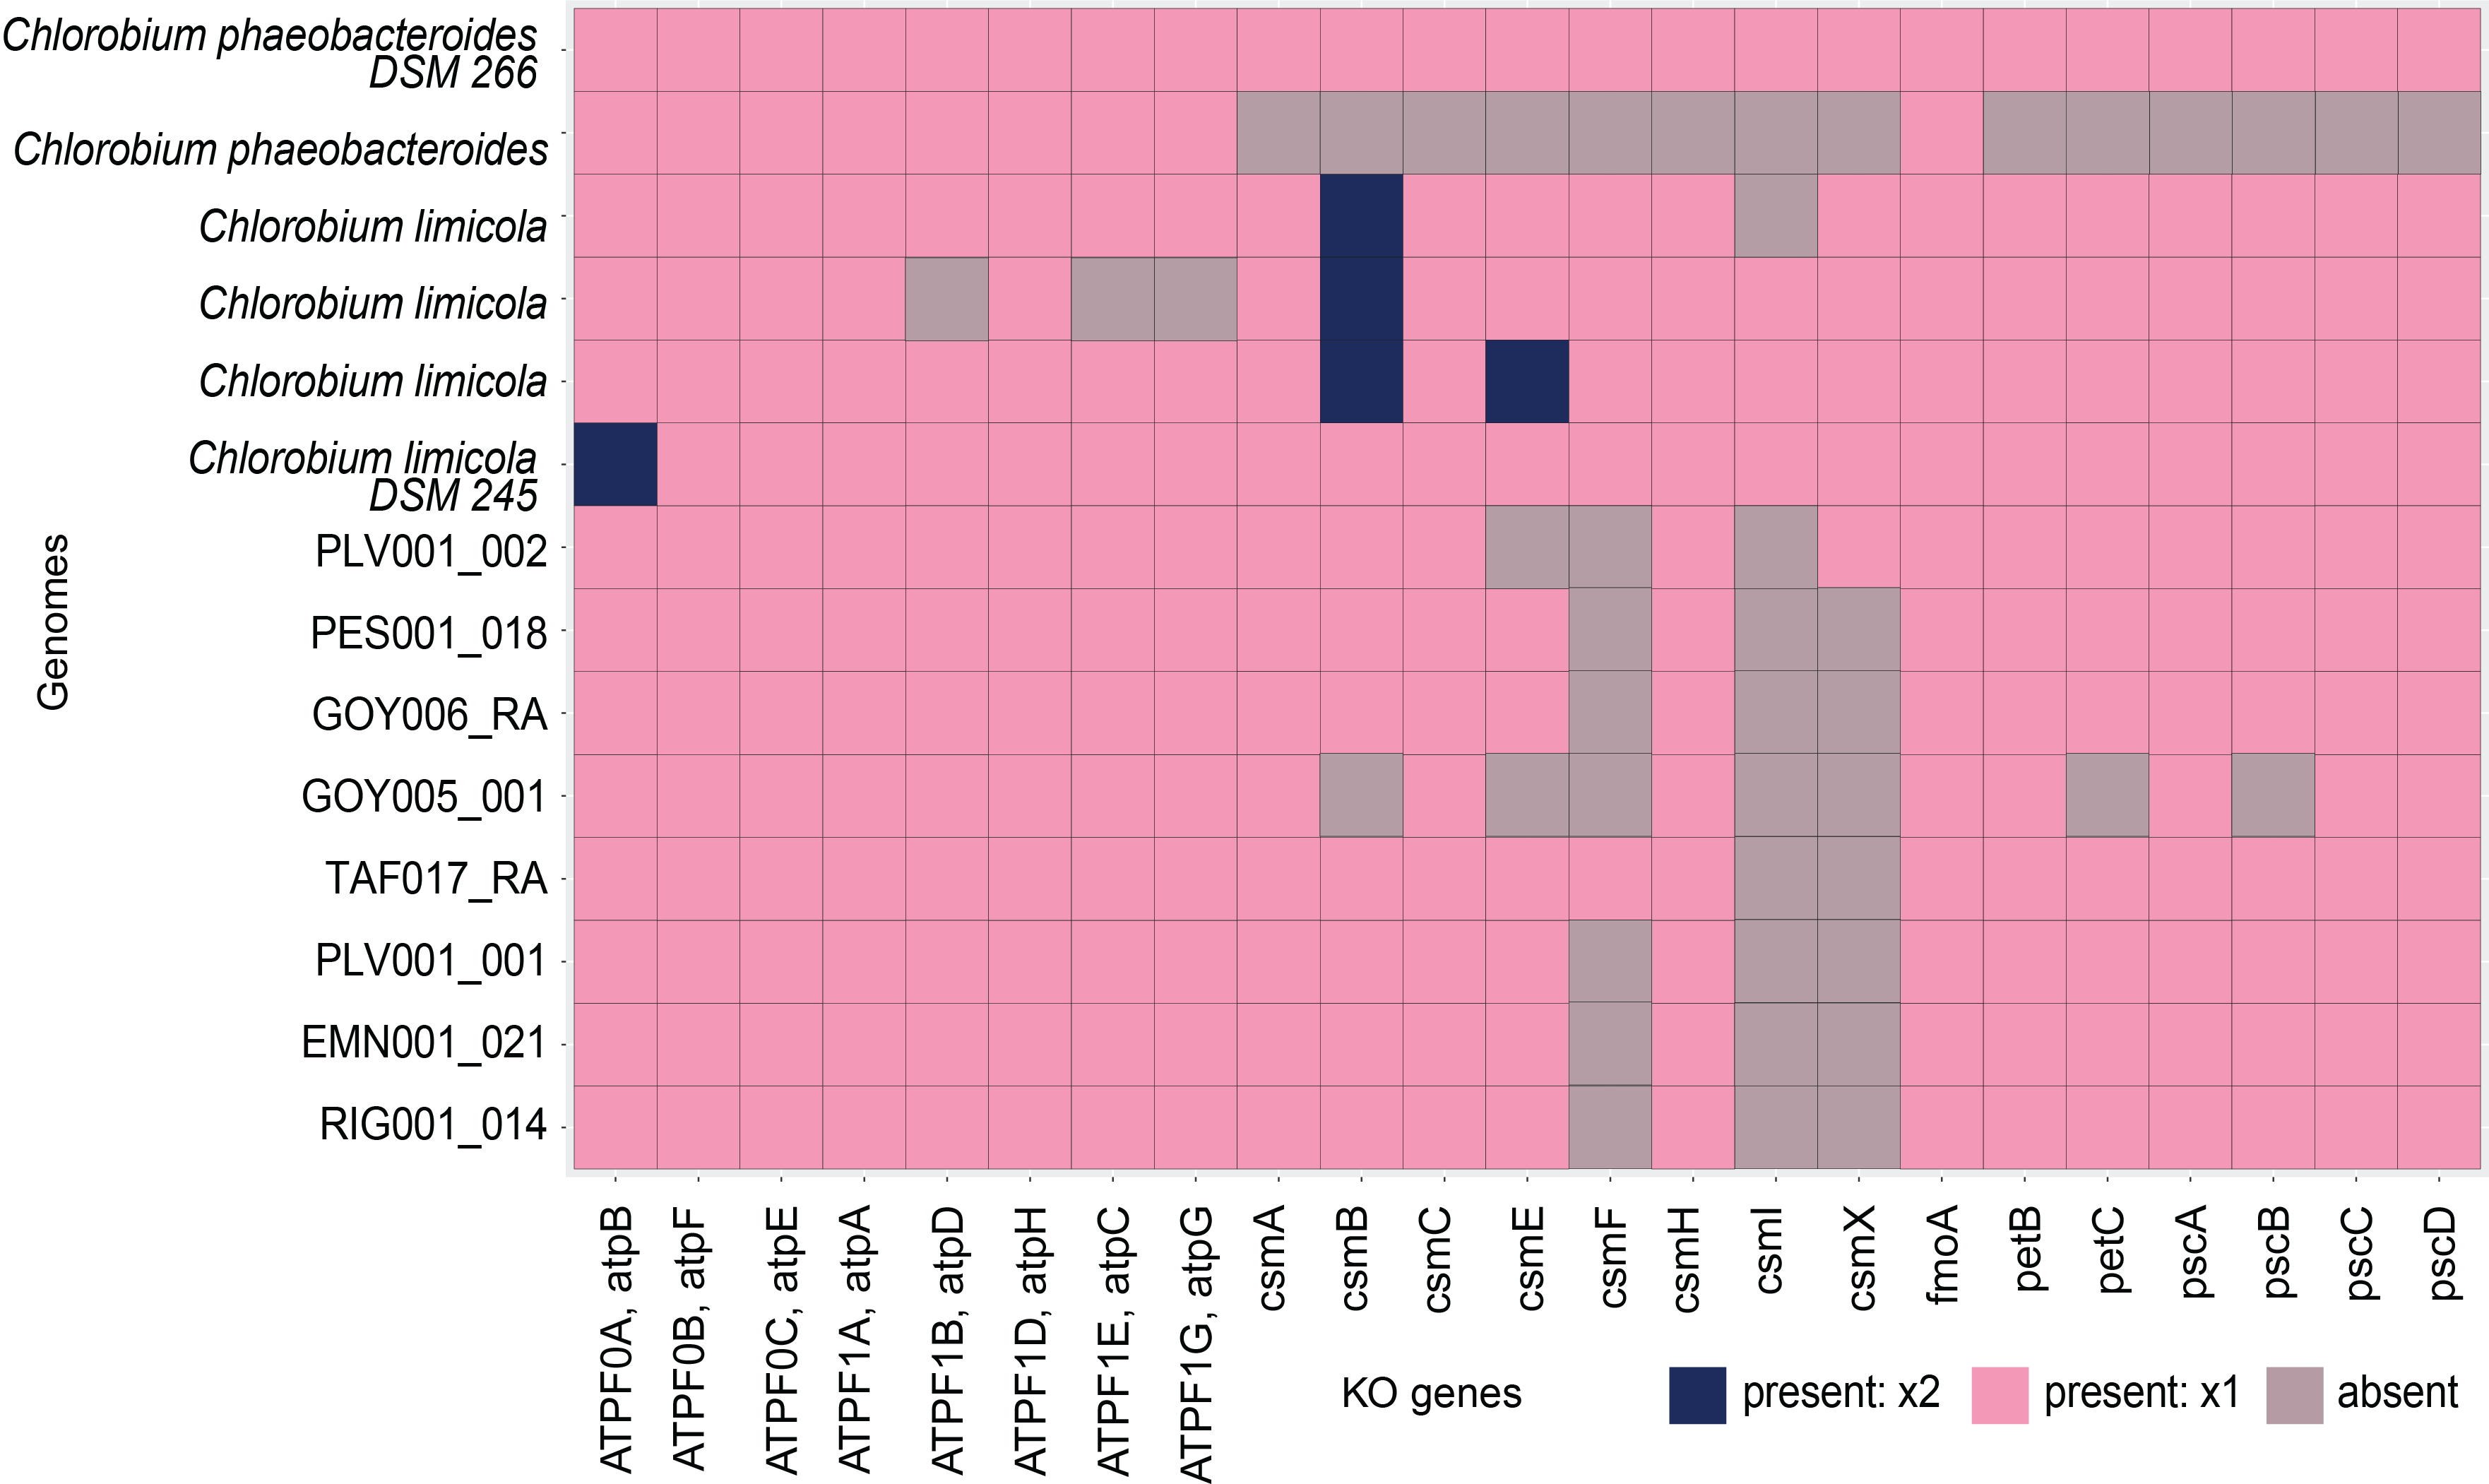 Chlorobium phaeobacteroides
DSM 266
Chlorobium phaeobacteroides
Chlorobium limicola
Chlorobium limicola
Chlorobium limicola
Chlorobium limicola
DSM 245
PLV001_002
PES001_018
GOY006_RA
GOY005_001
TAF017_RA
PLV001_001
EMN001_021
RIG001_014
Genomes
ATPF0A, atpB
ATPF0B, atpF
ATPF0C, atpE
ATPF1A, atpA
ATPF1B, atpD
ATPF1D, atpH
ATPF1E, atpC
ATPF1G, atpG
csmA
csmB
csmC
csmE
csmF
csmH
csmI
csmX
fmoA
petB
petC
pscA
pscB
pscC
pscD
KO genes
present: x2
present: x1
absent